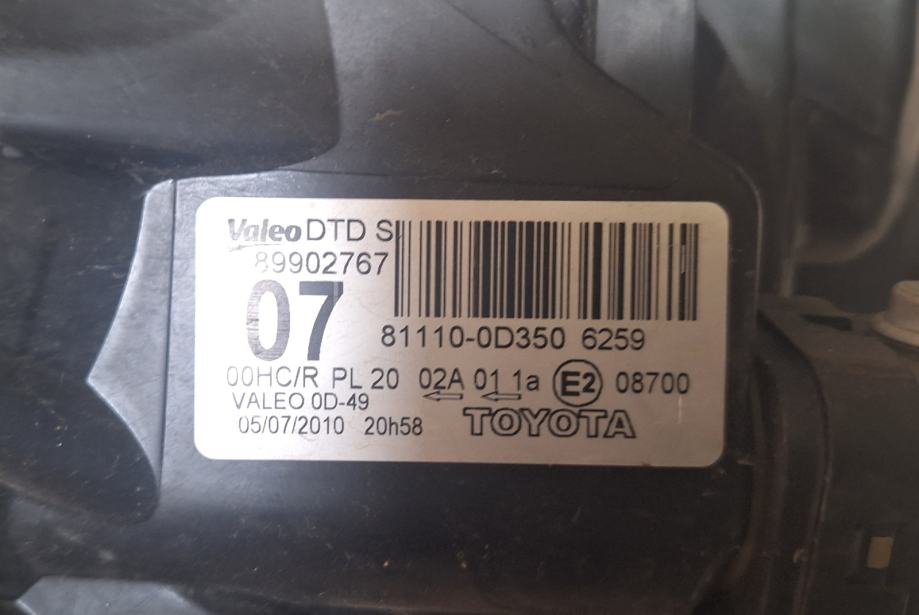 Valeo DTD S
89902767
07
81110-0D350 6259
00HC/R PL 20 02A 01 1a E2 08700
← ←
VALEO 0D-49
05/07/2010 20h58 TOYOTA